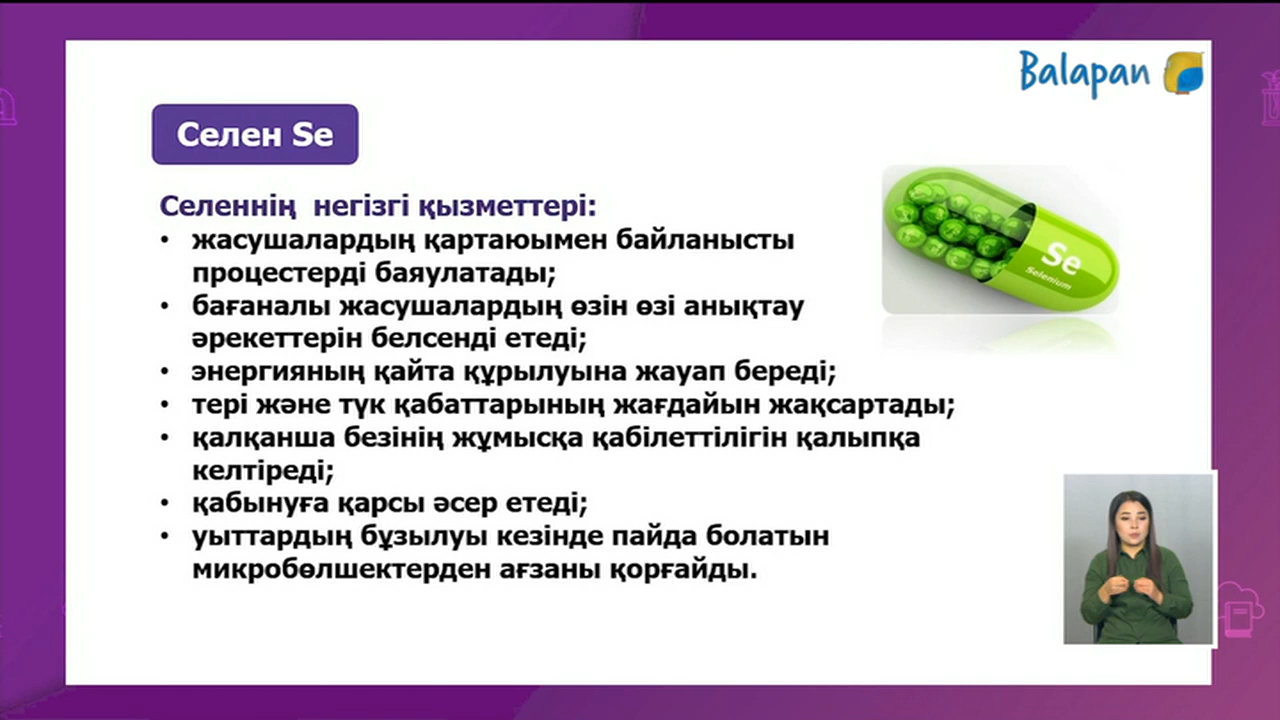 Balapan
Селен Se
Селеннің негізгі қызметтері:
• жасушалардың қартаюымен байланысты
процестерді баяулатады;
• бағаналы жасушалардың өзін өзі анықтау
әрекеттерін белсенді етеді;
• энергияның қайта құрылуына жауап береді;
• тері және түк қабаттарының жағдайын жақсартады;
• қалқанша безінің жұмысқа қабілеттілігін қалыпқа
келтіреді;
• қабынуға қарсы әсер етеді;
• уыттардың бұзылуы кезінде пайда болатын
микробөлшектерден ағзаны қорғайды.
Se
Selenium